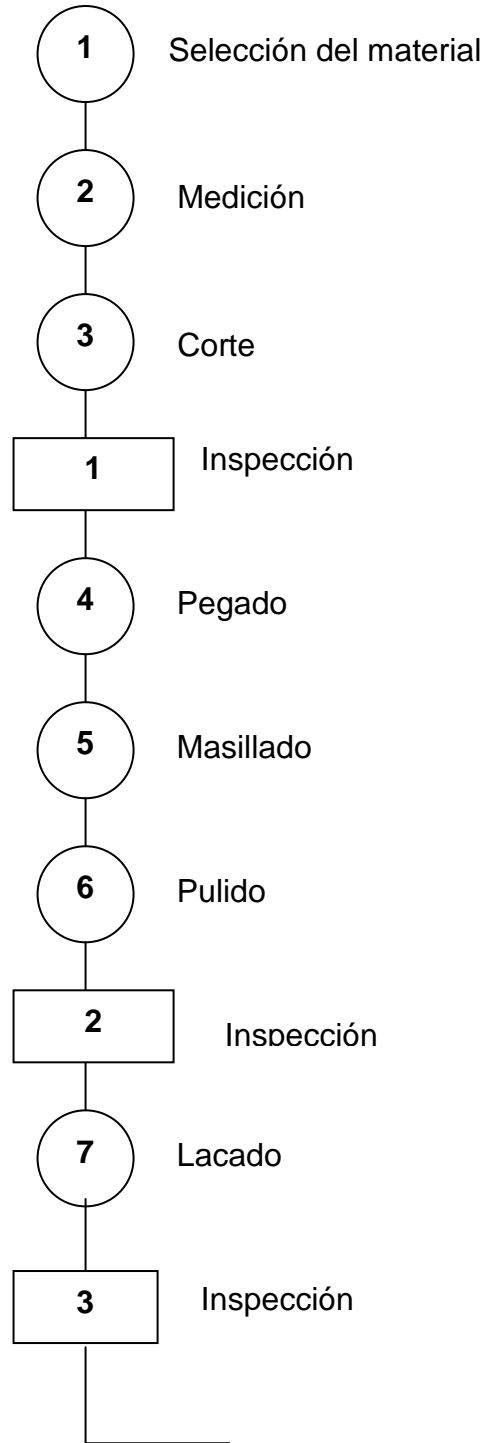 1 Selección del material
2 Medición
3 Corte
1 Inspección
4 Pegado
5 Masillado
6 Pulido
2 Inspección
7 Lacado
3 Inspección